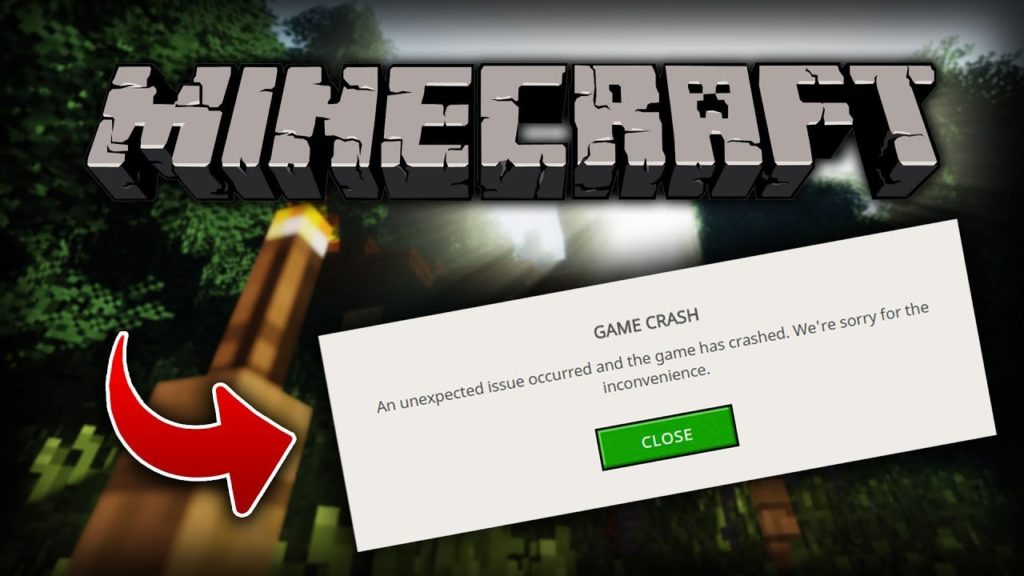 MINECRAFT
GAME CRASH
An unexpected issue occurred and the game has crashed. We're sorry for the
inconvenience.
CLOSE